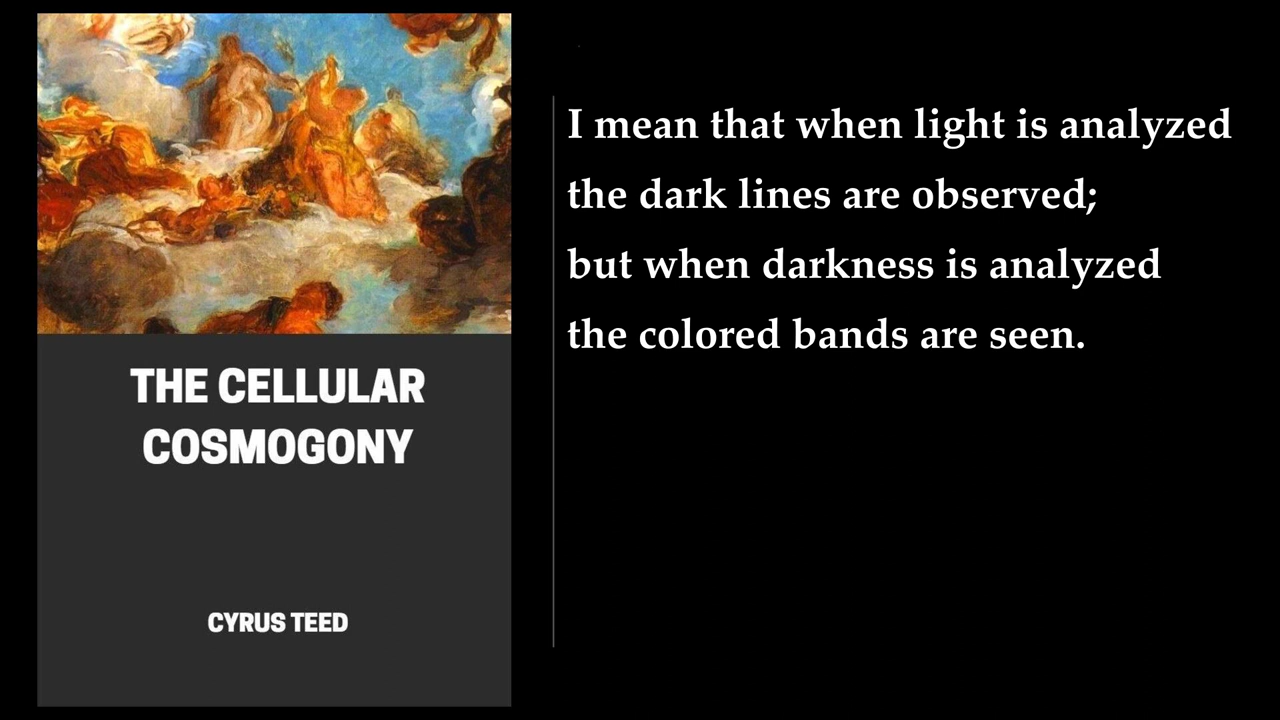 THE CELLULAR
COSMOGONY
CYRUS TEED
I mean that when light is analyzed
the dark lines are observed;
but when darkness is analyzed
the colored bands are seen.